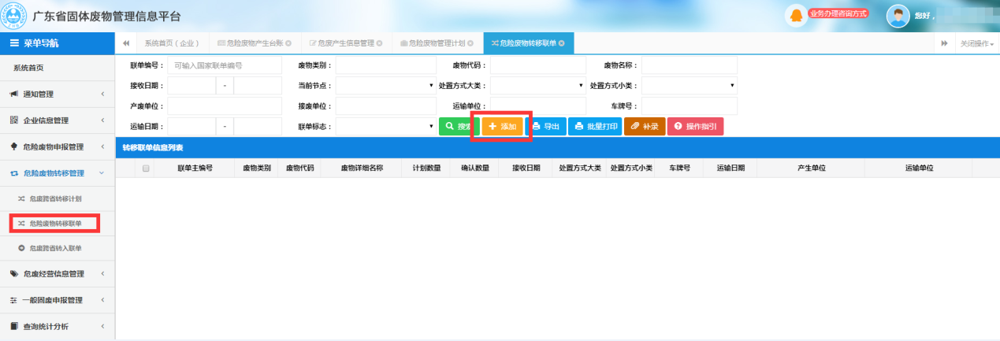 广东省固体废物管理信息平台
业务办理咨询方式
您好，
菜单导航
系统首页（企业） 危险废物产生台账 危废产生信息管理 危险废物管理计划 危险废物转移联单 关闭操作
系统首页
通知管理
企业信息管理
危险废物申报管理
危险废物转移管理
危废跨省转移计划
危险废物转移联单
危废跨省转入联单
危废经营信息管理
一般固废申报管理
查询统计分析
联单编号： 可输入国家联单编号 废物类别： 废物代码： 废物名称：
接收日期： - 当前节点： 处置方式大类： 处置方式小类：
产废单位： 接废单位： 运输单位： 车牌号：
运输日期： - 联单标志： 搜索 添加 导出 批量打印 补录 操作指引
转移联单信息列表
联单主编号 废物类别 废物代码 废物详细名称 计划数量 确认数量 接收日期 处置方式大类 处置方式小类 车牌号 运输日期 产生单位 运输单位